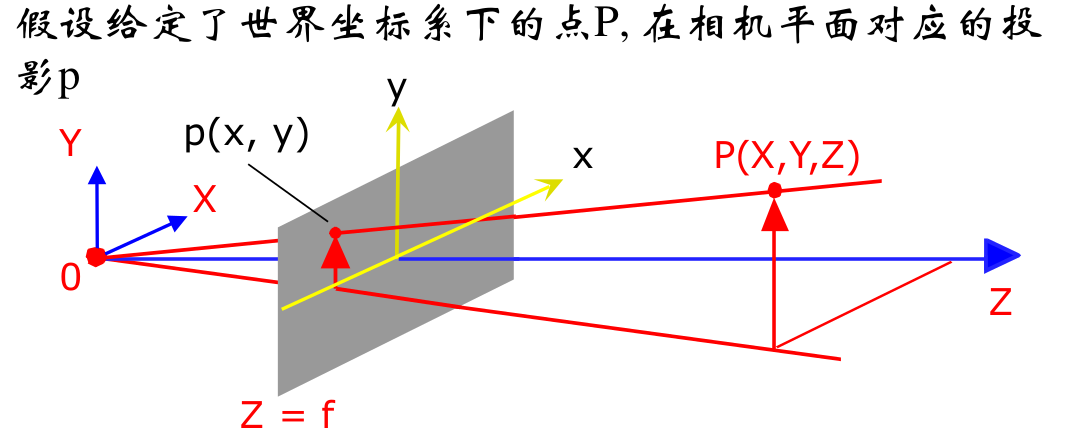 假设给定了世界坐标系下的点P, 在相机平面对应的投
影p
y
Y
p(x, y)
x
P(X,Y,Z)
X
0
Z
Z = f